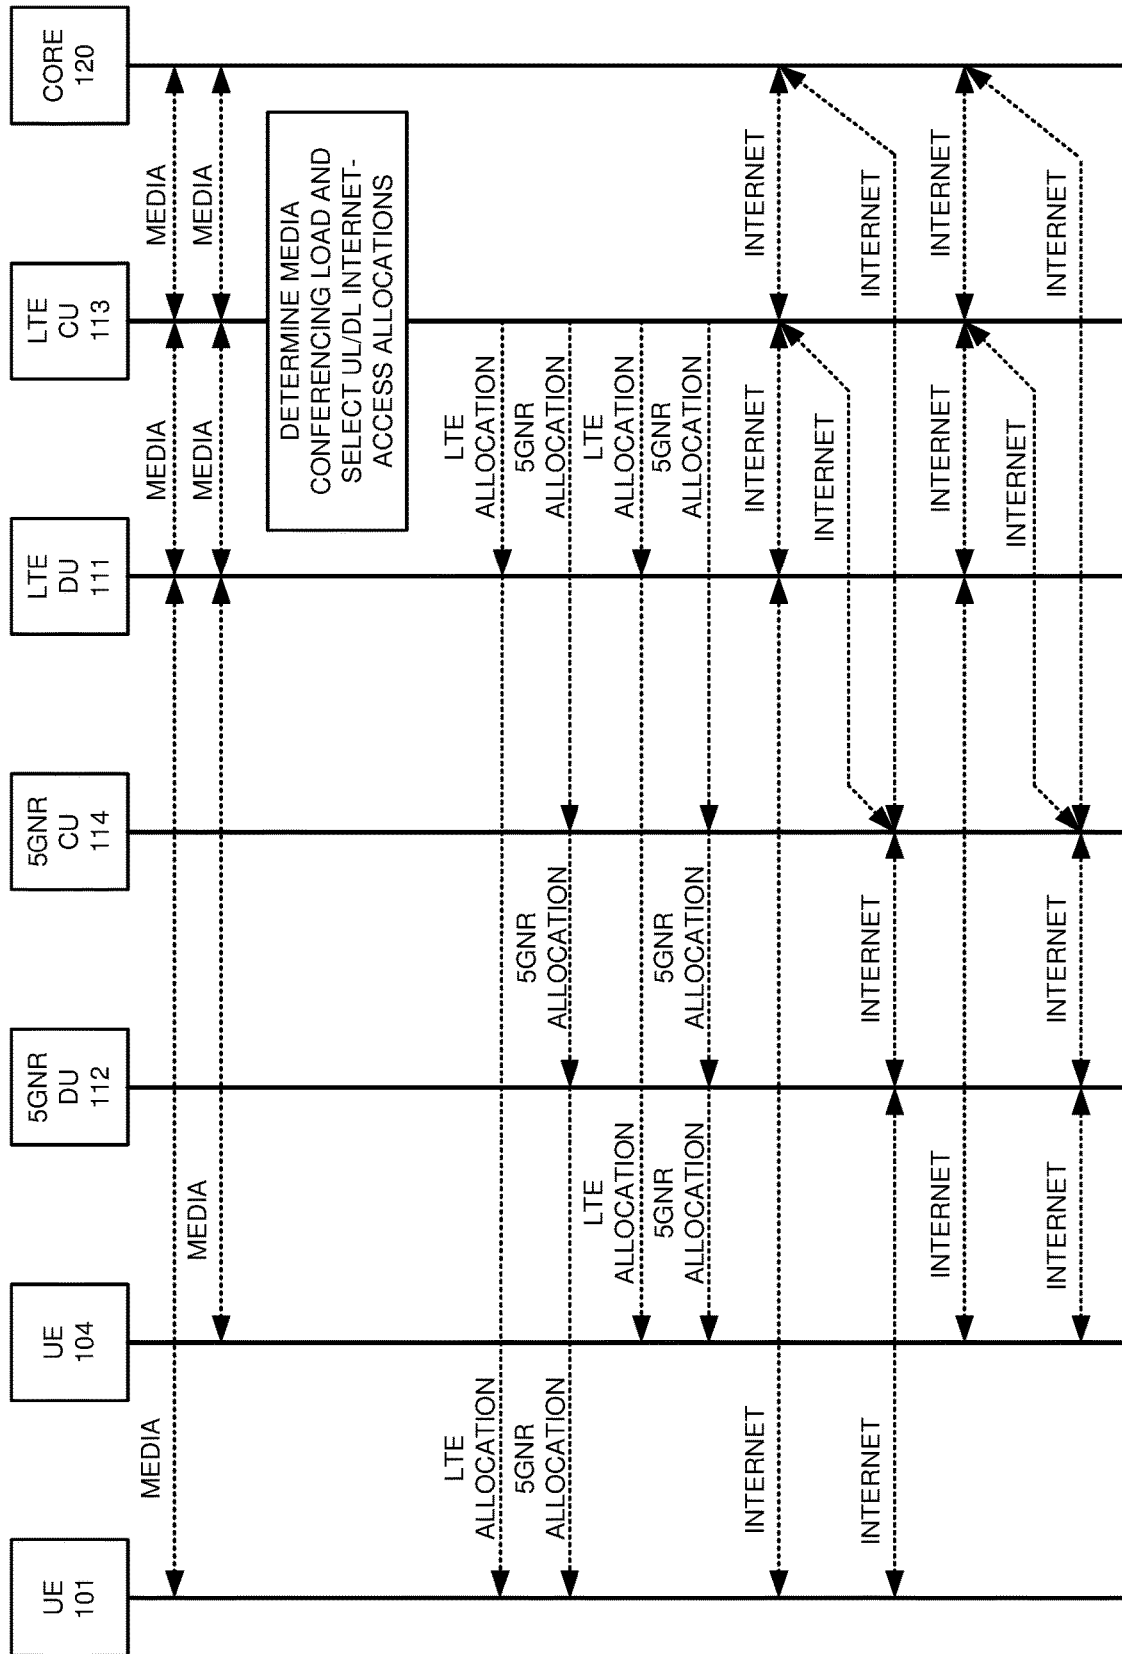 UE
101
UE
104
5GNR
DU
112
5GNR
CU
114
LTE
DU
111
LTE
CU
113
CORE
120
MEDIA
MEDIA
MEDIA
MEDIA
MEDIA
MEDIA
DETERMINE MEDIA
CONFERENCING LOAD AND
SELECT UL/DL INTERNET-
ACCESS ALLOCATIONS
LTE
ALLOCATION
LTE
ALLOCATION
5GNR
ALLOCATION
5GNR
ALLOCATION
5GNR
ALLOCATION
LTE
ALLOCATION
LTE
ALLOCATION
5GNR
ALLOCATION
5GNR
ALLOCATION
5GNR
ALLOCATION
INTERNET
INTERNET
INTERNET
INTERNET
INTERNET
INTERNET
INTERNET
INTERNET
INTERNET
INTERNET
INTERNET
INTERNET
INTERNET
INTERNET